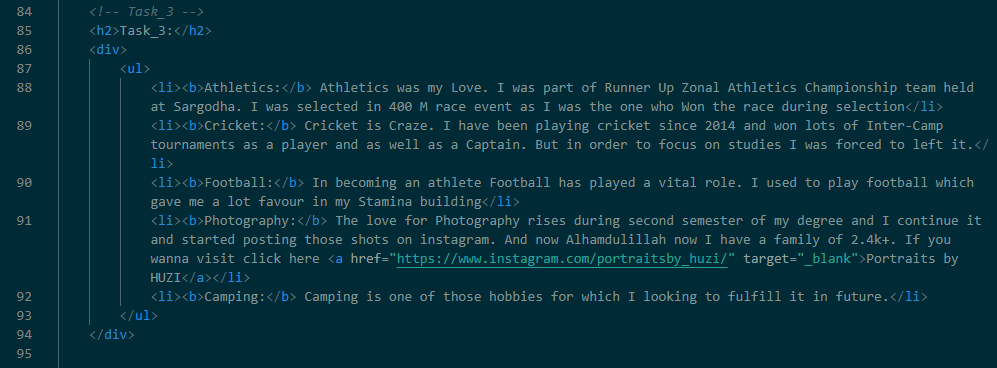 84 <!-- Task_3 -->
85 <h2>Task_3:</h2>
86 <div>
87 <ul>
88 <li><b>Athletics:</b> Athletics was my Love. I was part of Runner Up Zonal Athletics Championship team held
at Sargodha. I was selected in 400 M race event as I was the one who Won the race during selection</li>
89 <li><b>Cricket:</b> Cricket is Craze. I have been playing cricket since 2014 and won lots of Inter-Camp
tournaments as a player and as well as a Captain. But in order to focus on studies I was forced to left it.</
li>
90 <li><b>Football:</b> In becoming an athlete Football has played a vital role. I used to play football which
gave me a lot favour in my Stamina building</li>
91 <li><b>Photography:</b> The love for Photography rises during second semester of my degree and I continue it
and started posting those shots on instagram. And now Alhamdulillah now I have a family of 2.4k+. If you
wanna visit click here <a href="https://www.instagram.com/portraitsby_huzi/" target="_blank">Portraits by
HUZI</a></li>
92 <li><b>Camping:</b> Camping is one of those hobbies for which I looking to fulfill it in future.</li>
93 </ul>
94 </div>
95